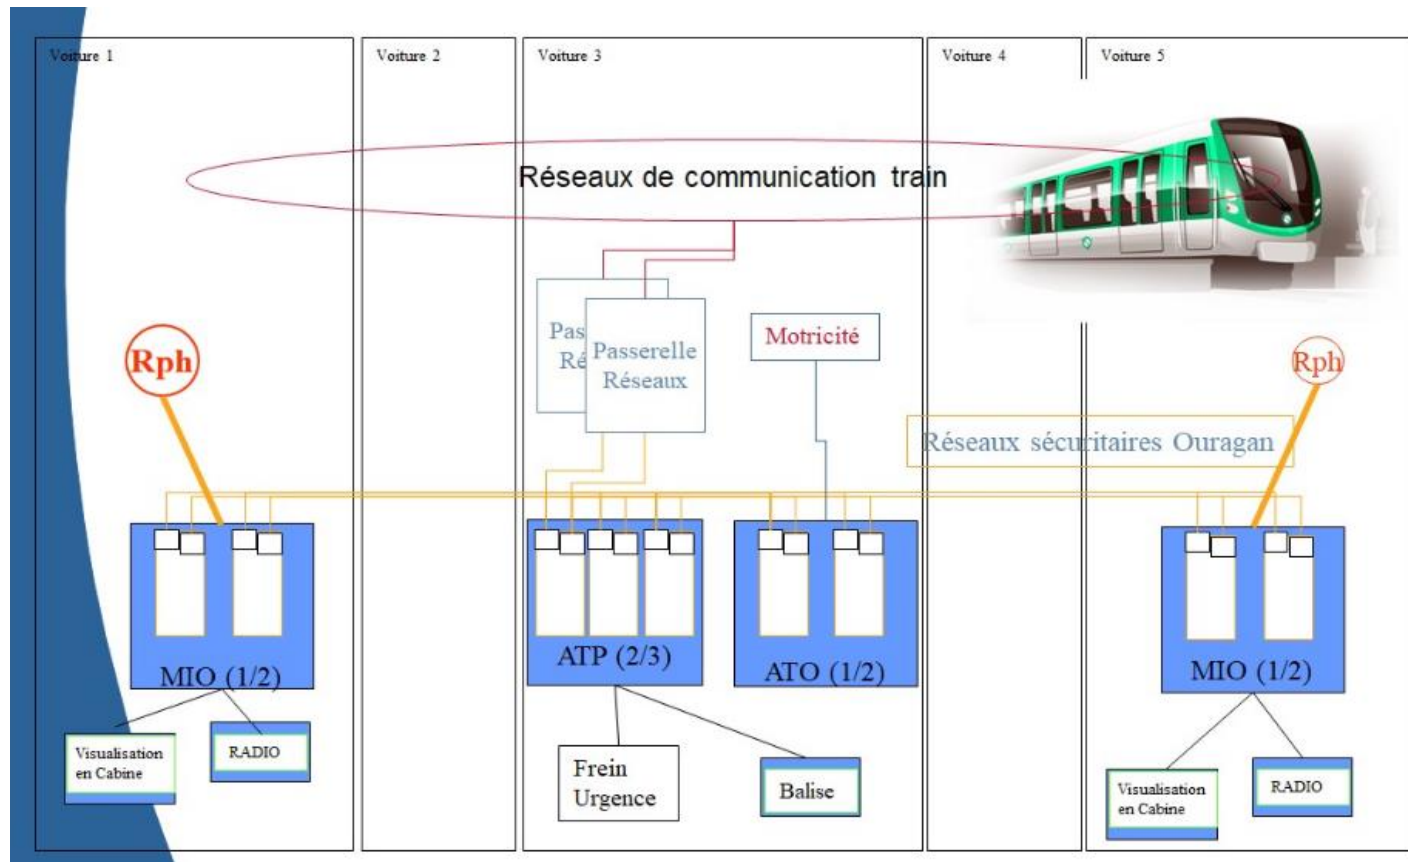 Voiture 1
Voiture 2
Voiture 3
Voiture 4
Voiture 5
Réseaux de communication train
Rph
Pas
Ré
Passerelle
Réseaux
Motricité
Rph
Réseaux sécuritaires Ouragan
MIO (1/2)
ATP (2/3)
ATO (1/2)
MIO (1/2)
Visualisation
en Cabine
RADIO
Frein
Urgence
Balise
Visualisation
en Cabine
RADIO